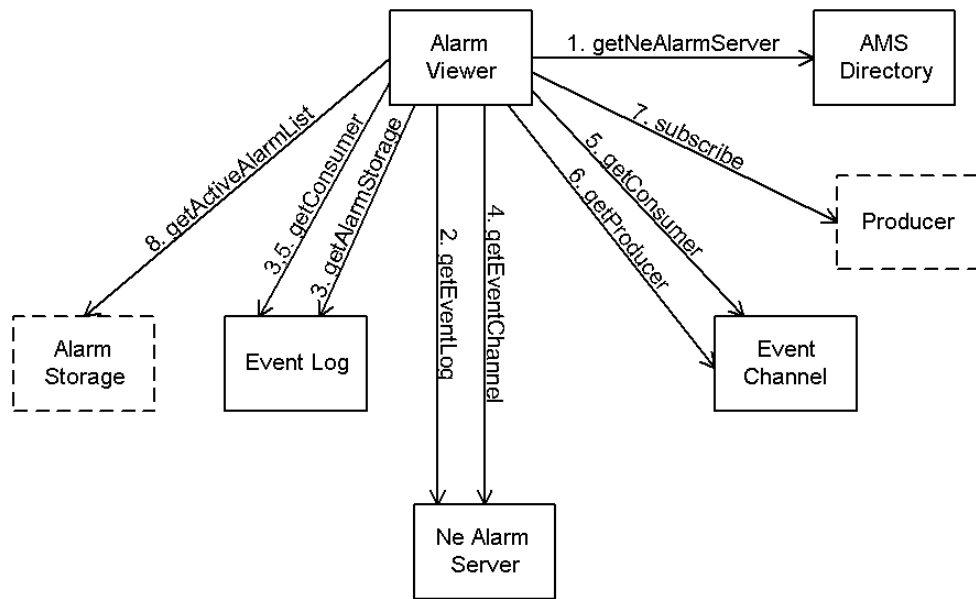 Alarm
Viewer
1. getNeAlarmServer
AMS
Directory
7. subscribe
Producer
5. getConsumer
6. getProducer
Event
Channel
4. getEventChannel
2. getEventLog
Ne Alarm
Server
3. getAlarmStorage
3,5. getConsumer
Event Log
8. getActiveAlarmList
Alarm
Storage